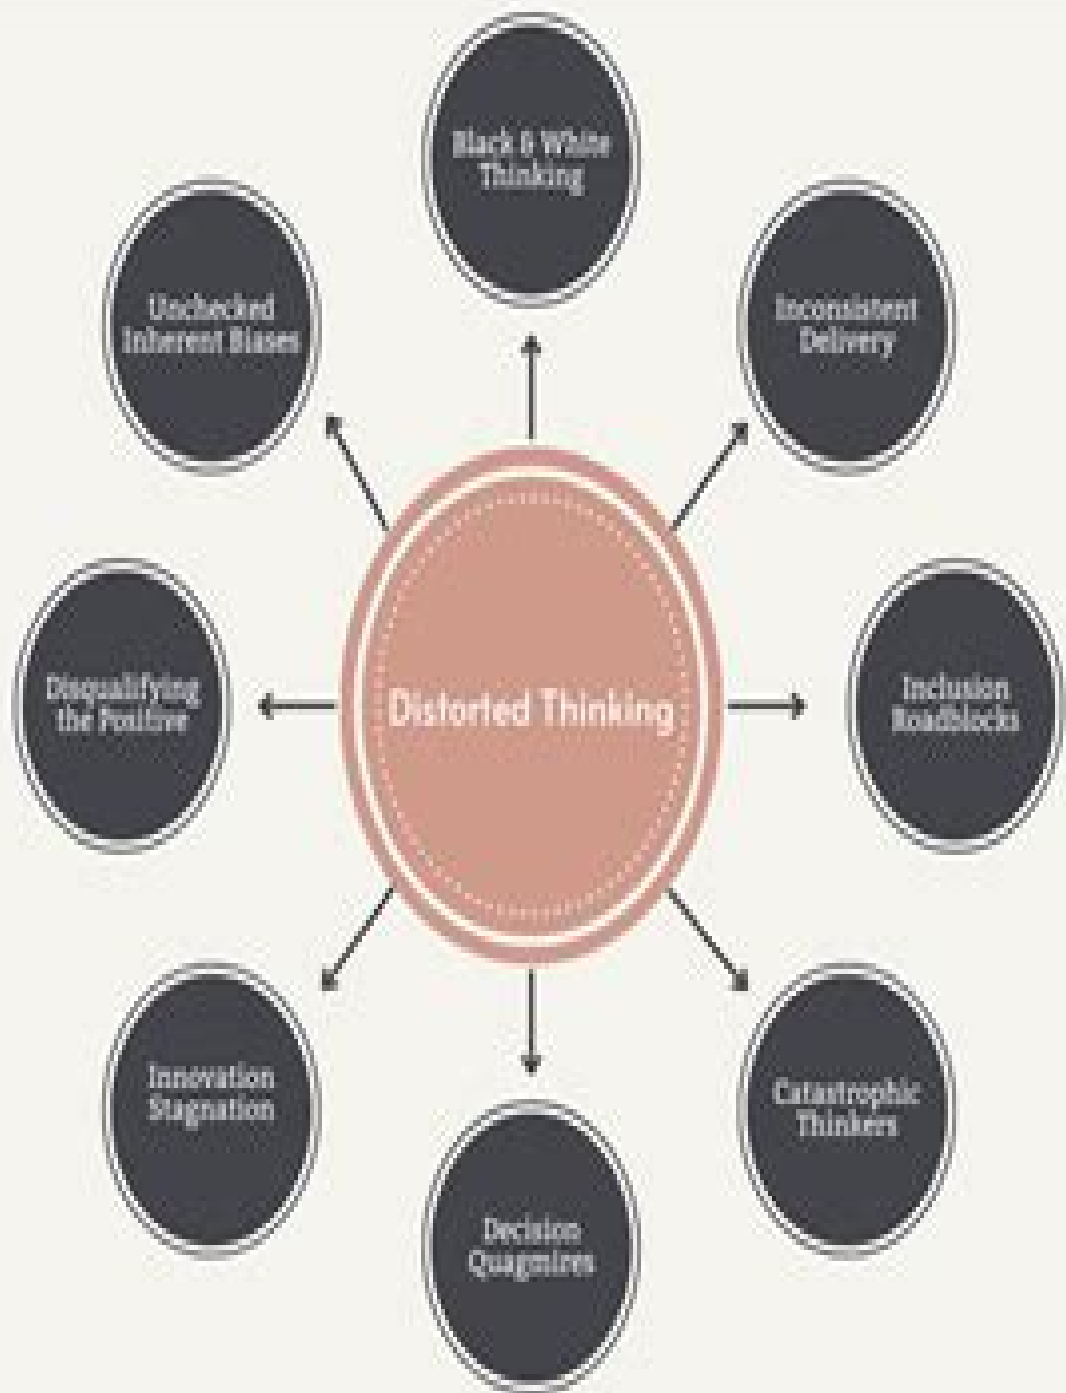 Black & White
Thinking
Unchecked
Inherent Biases
Inconsistent
Delivery
Disqualifying
the Positive
Distorted Thinking
Inclusion
Roadblocks
Innovation
Stagnation
Catastrophic
Thinkers
Decision
Quagmires